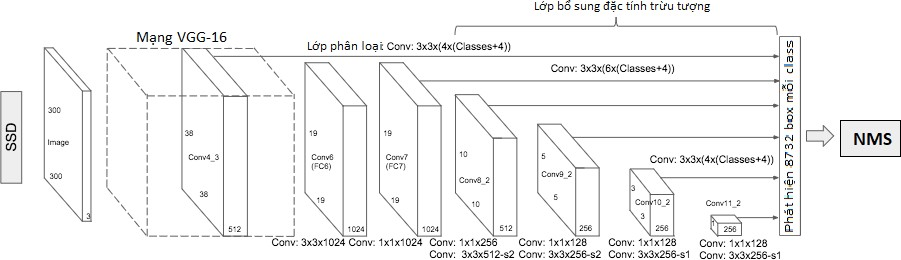 Lớp bổ sung đặc tính trừu tượng
Mạng VGG-16
Lớp phân loại: Conv: 3x3x(4x(Classes+4))
Conv: 3x3x(6x(Classes+4))
Conv: 3x3x(4x(Classes+4))
SSD
300
Image
300
3
38
Conv4_3
38
512
19
Conv6
(FC6)
19
1024
19
Conv7
(FC7)
19
1024
10
Conv8_2
10
512
5
Conv9_2
5
256
3
Conv10_2
3
256
Conv11_2
1
256
Conv: 3x3x1024
Conv: 1x1x1024
Conv: 1x1x256
Conv: 3x3x512-s2
Conv: 1x1x128
Conv: 3x3x256-s2
Conv: 1x1x128
Conv: 3x3x256-s1
Conv: 1x1x128
Conv: 3x3x256-s1
Phát hiện 8732 box mỗi class
NMS